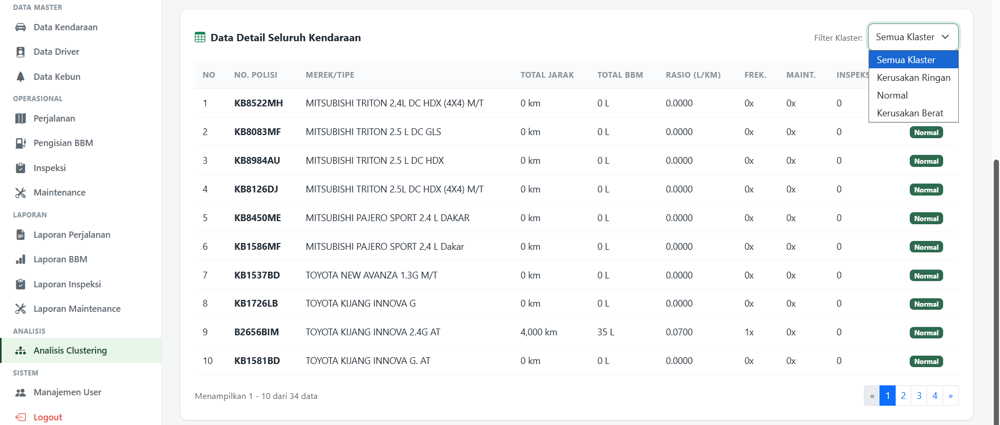 DATA MASTER
Data Kendaraan
Data Driver
Data Kebun
OPERASIONAL
Perjalanan
Pengisian BBM
Inspeksi
Maintenance
LAPORAN
Laporan Perjalanan
Laporan BBM
Laporan Inspeksi
Laporan Maintenance
ANALISIS
Analisis Clustering
SISTEM
Manajemen User
Logout
Data Detail Seluruh Kendaraan
Filter Klaster: Semua Klaster
Semua Klaster
Kerusakan Ringan
Normal
Kerusakan Berat
NO NO. POLISI MEREK/TIPE TOTAL JARAK TOTAL BBM RASIO (L/KM) FREK. MAINT. INSPEKS
1 KB8522MH MITSUBISHI TRITON 2,4L DC HDX (4X4) M/T 0 km 0 L 0.0000 0x 0x 0
2 KB8083MF MITSUBISHI TRITON 2.5 L DC GLS 0 km 0 L 0.0000 0x 0x 0 Normal
3 KB8984AU MITSUBISHI TRITON 2.5 L DC HDX 0 km 0 L 0.0000 0x 0x 0 Normal
4 KB8126DJ MITSUBISHI TRITON 2.5L DC HDX (4X4) M/T 0 km 0 L 0.0000 0x 0x 0 Normal
5 KB8450ME MITSUBISHI PAJERO SPORT 2.4 L DAKAR 0 km 0 L 0.0000 0x 0x 0 Normal
6 KB1586MF MITSUBISHI PAJERO SPORT 2,4 L Dakar 0 km 0 L 0.0000 0x 0x 0 Normal
7 KB1537BD TOYOTA NEW AVANZA 1.3G M/T 0 km 0 L 0.0000 0x 0x 0 Normal
8 KB1726LB TOYOTA KIJANG INNOVA G 0 km 0 L 0.0000 0x 0x 0 Normal
9 B2656BIM TOYOTA KIJANG INNOVA 2.4G AT 4,000 km 35 L 0.0700 1x 0x 0 Normal
10 KB1581BD TOYOTA KIJANG INNOVA G. AT 0 km 0 L 0.0000 0x 0x 0 Normal
Menampilkan 1 - 10 dari 34 data
« 1 2 3 4 »